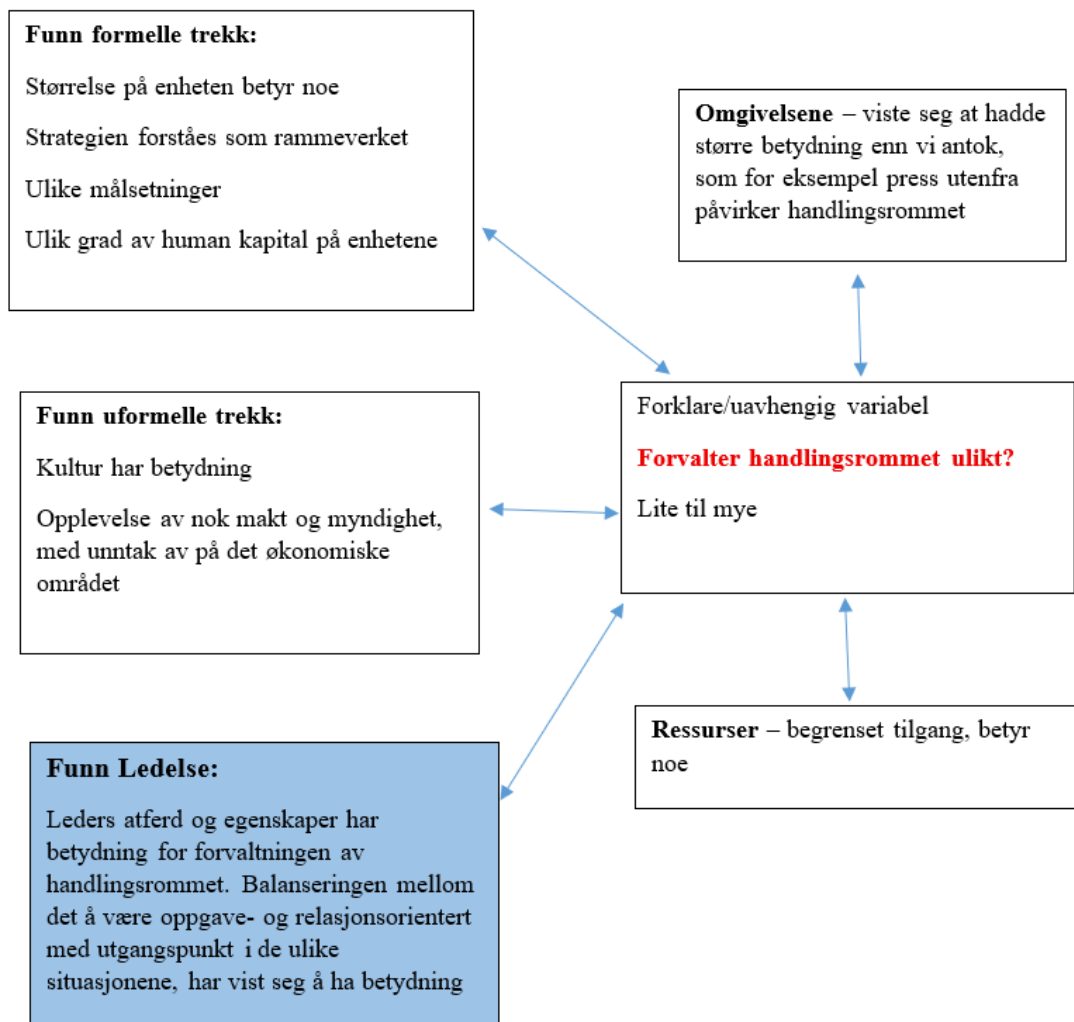 Funn formelle trekk:
Størrelse på enheten betyr noe
Strategien forståes som rammeverket
Ulike målsetninger
Ulik grad av human kapital på enhetene
Omgivelsene – viste seg at hadde
større betydning enn vi antok,
som for eksempel press utenfra
påvirker handlingsrommet
Funn uformelle trekk:
Kultur har betydning
Opplevelse av nok makt og myndighet,
med unntak av på det økonomiske
området
Forklare/uavhengig variabel
Forvalter handlingsrommet ulikt?
Lite til mye
Funn Ledelse:
Leders atferd og egenskaper har
betydning for forvaltningen av
handlingsrommet. Balanseringen mellom
det å være oppgave- og relasjonsorientert
med utgangspunkt i de ulike
situasjonene, har vist seg å ha betydning
Ressurser – begrenset tilgang, betyr
noe